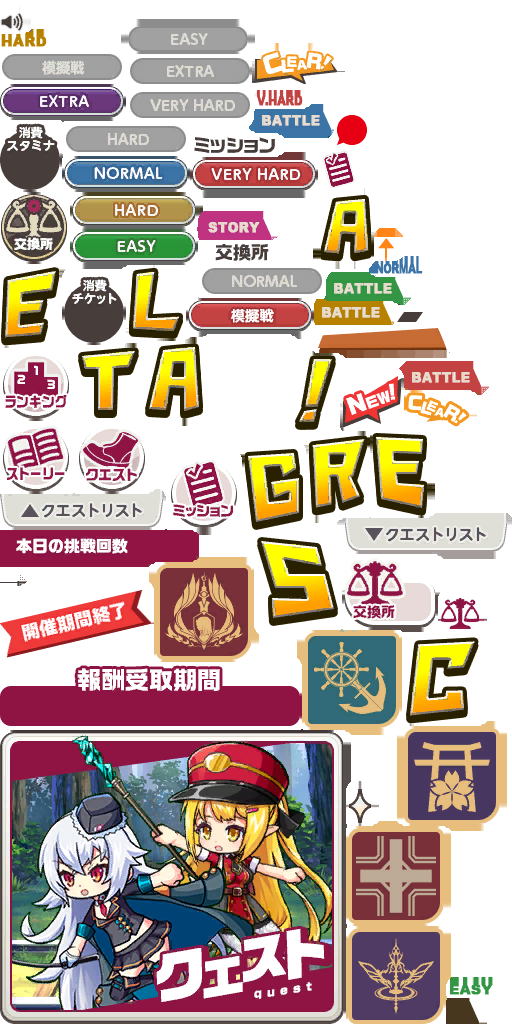 HARD
EASY
模擬戦
EXTRA
CLEAR!
EXTRA
VERY HARD
V.HARD
BATTLE
消費
スタミナ
HARD
ミッション
NORMAL
VERY HARD
交換所
HARD
STORY
A
EASY
交換所
NORMAL
E
消費
チケット
L
NORMAL
BATTLE
模擬戦
BATTLE
ランキング
1
2
3
T
A
!
BATTLE
New!
CLEAR!
ストーリー
クエスト
ミッション
G
R
E
▲クエストリスト
▼クエストリスト
本日の挑戦回数
S
交換所
開催期間終了
C
報酬受取期間
クエスト
quest
EASY